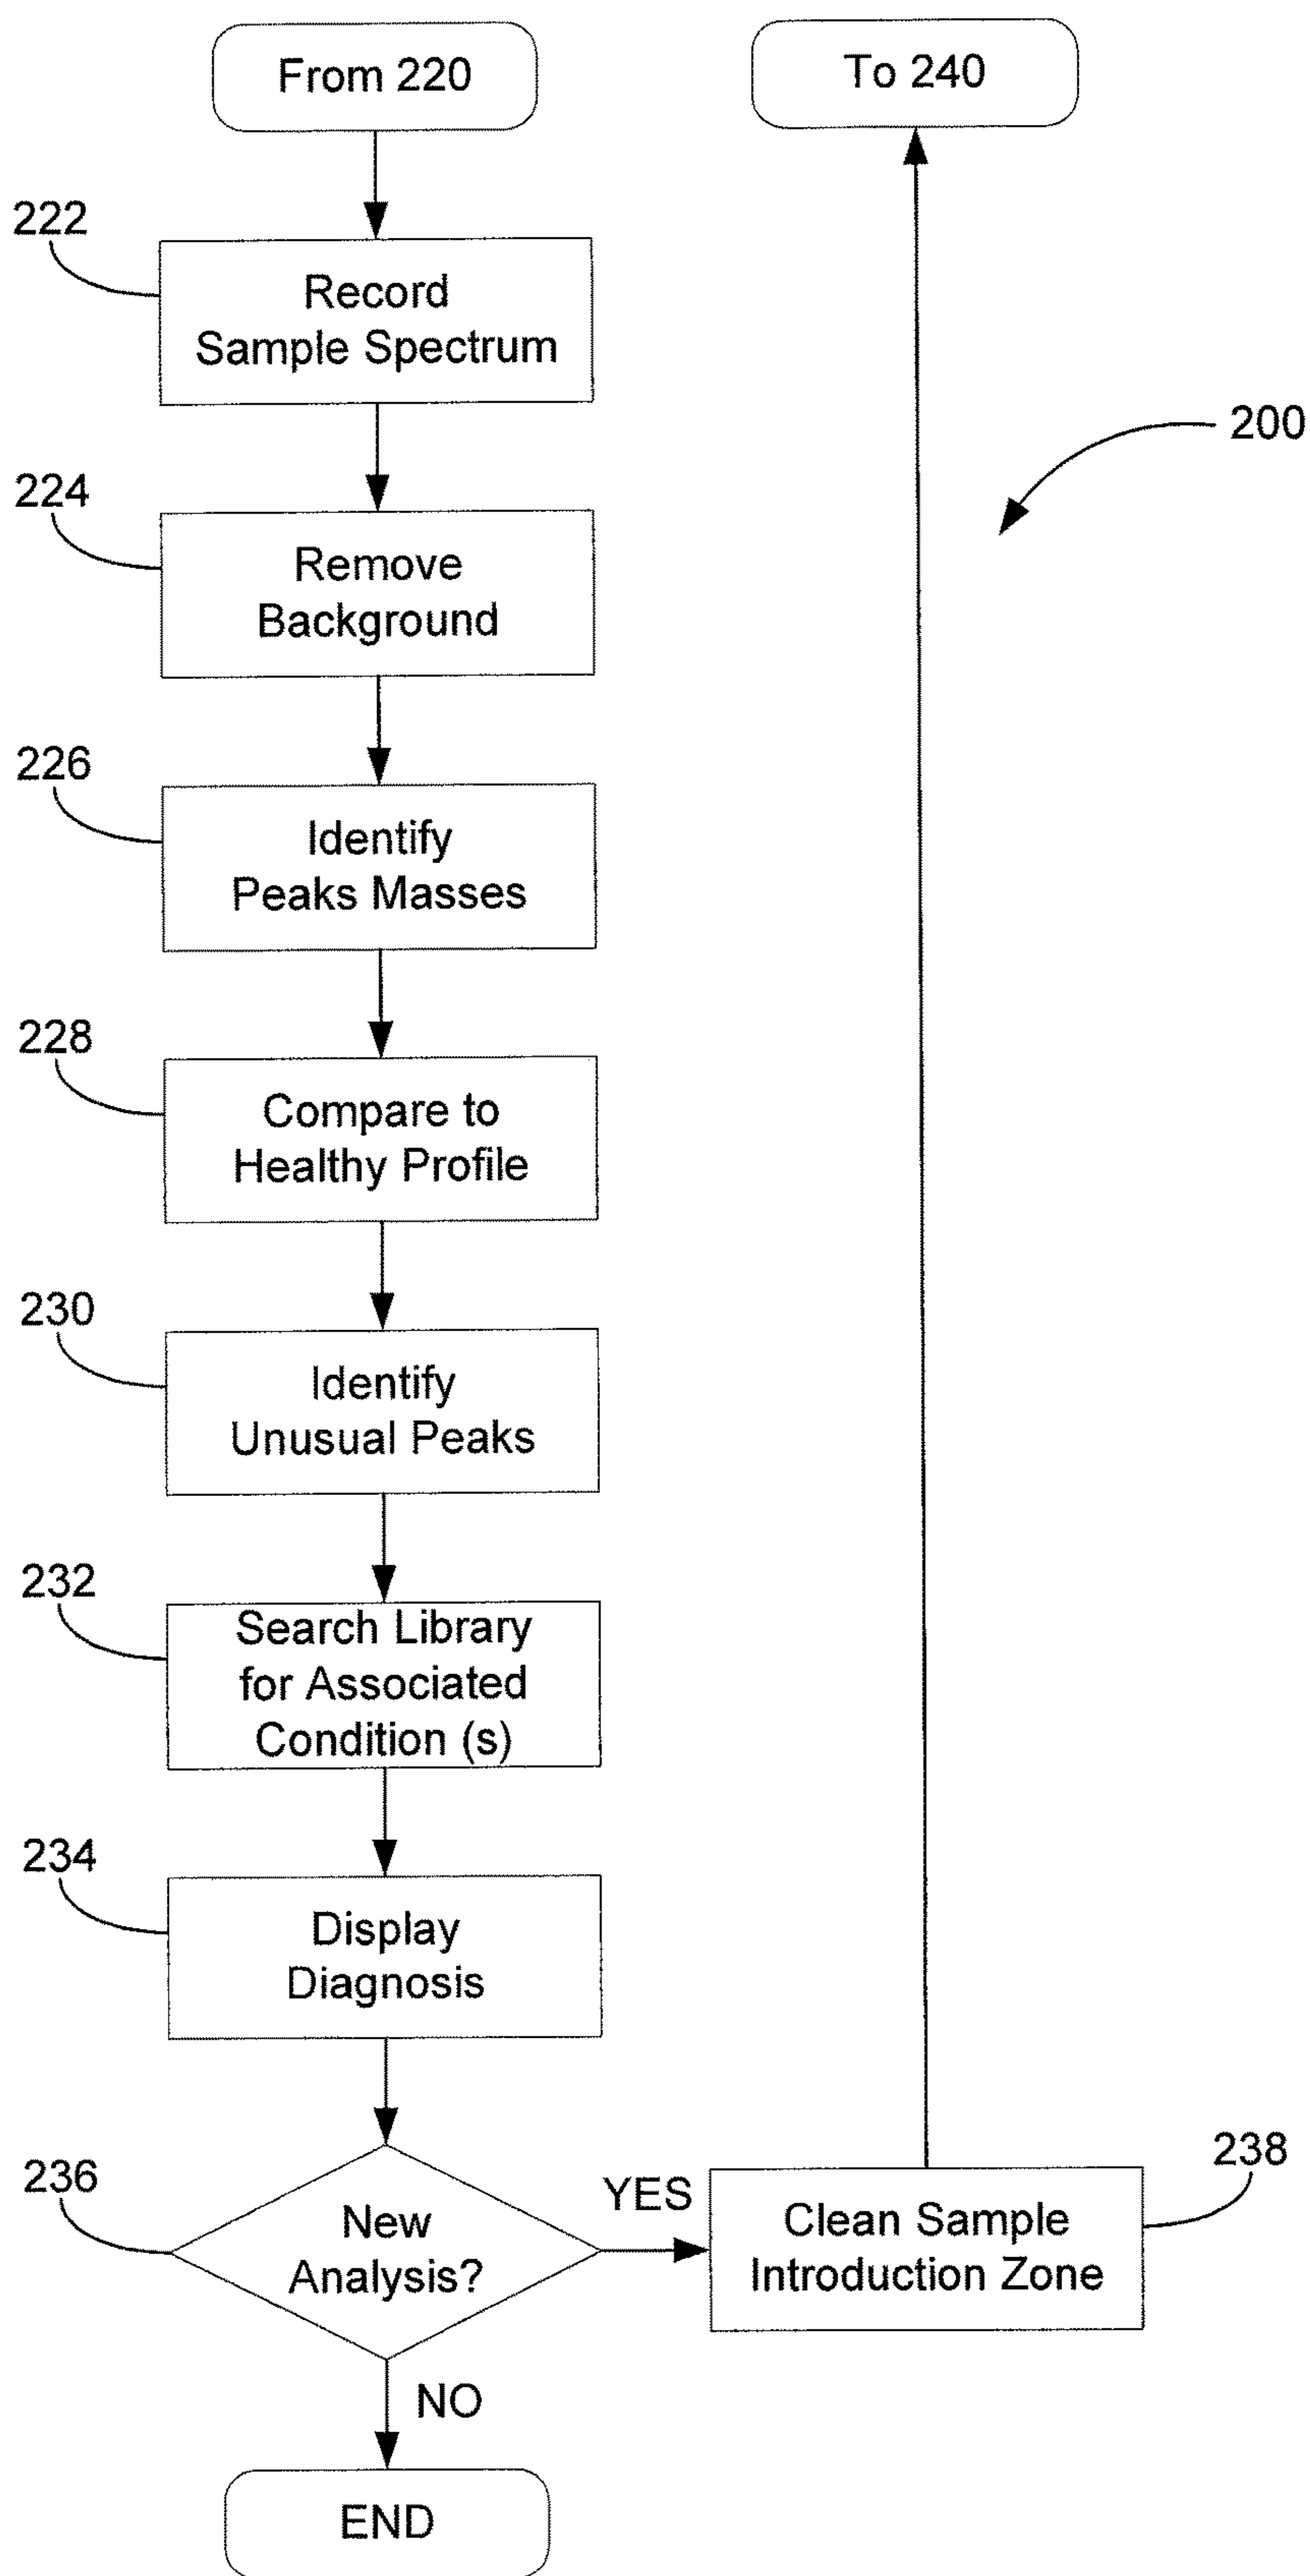 From 220
To 240
222
Record
Sample Spectrum
200
224
Remove
Background
226
Identify
Peaks Masses
228
Compare to
Healthy Profile
230
Identify
Unusual Peaks
232
Search Library
for Associated
Condition (s)
234
Display
Diagnosis
236
New
Analysis?
YES
238
Clean Sample
Introduction Zone
NO
END